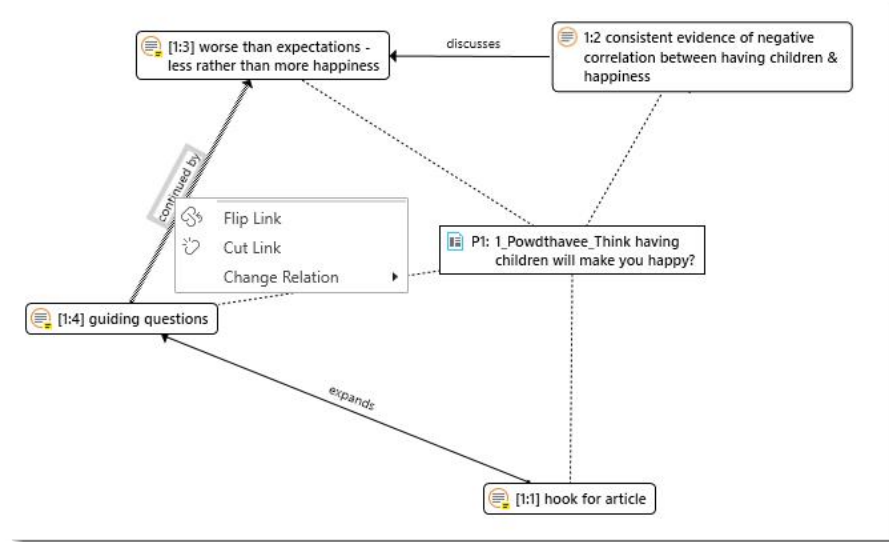 [1:3] worse than expectations -
less rather than more happiness
discusses
1:2 consistent evidence of negative
correlation between having children &
happiness
continued by
Flip Link
Cut Link
Change Relation
P1: 1_Powdthavee_Think having
children will make you happy?
[1:4] guiding questions
expands
[1:1] hook for article